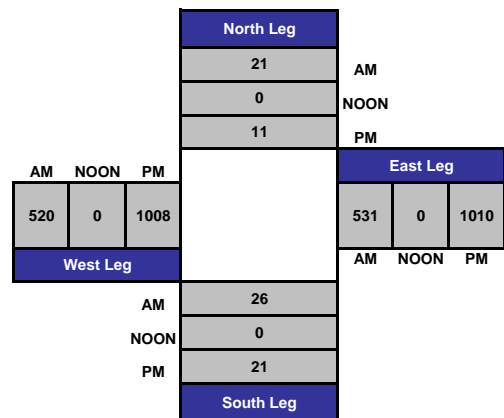 North Leg
21 AM
0 NOON
11 PM
AM NOON PM East Leg
520 0 1008 531 0 1010
West Leg AM NOON PM
AM 26
NOON 0
PM 21
South Leg